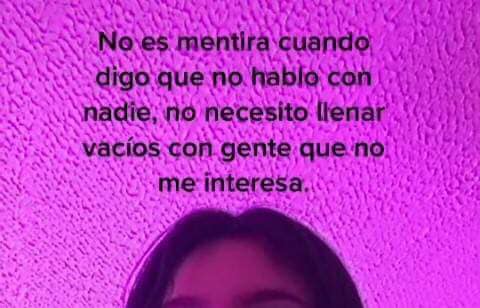 No es mentira cuando
digo que no hablo con
nadie, no necesito llenar
vacíos con gente que no
me interesa.